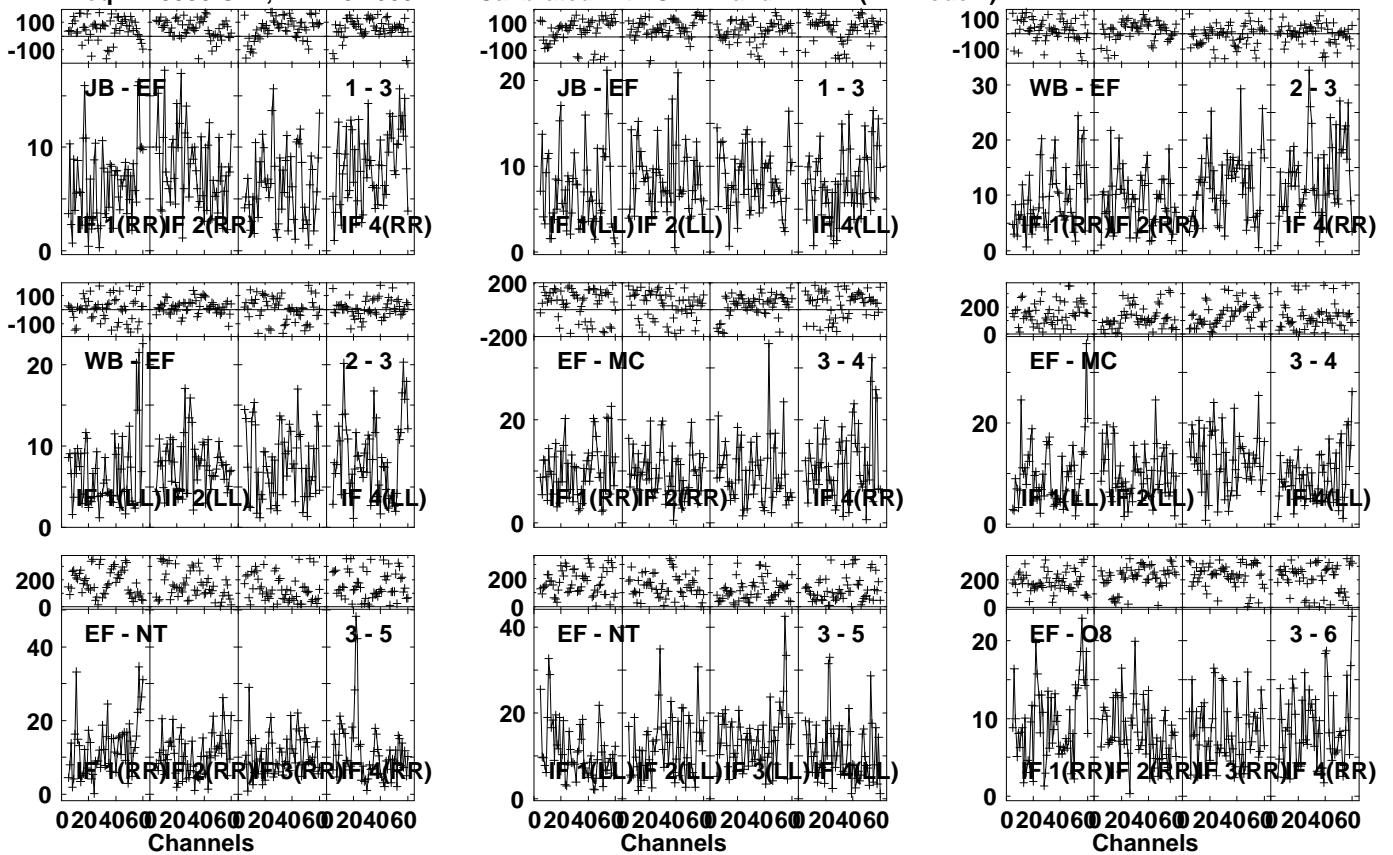 100
-100
JB - EF 1 - 3
10
0
IF 1(RR) IF 2(RR) IF 4(RR)
100
-100
JB - EF 1 - 3
20
10
0
IF 1(LL) IF 2(LL) IF 4(LL)
100
-100
WB - EF 2 - 3
30
20
10
0
IF 1(RR) IF 2(RR) IF 4(RR)
100
-100
WB - EF 2 - 3
20
10
0
IF 1(LL) IF 2(LL) IF 4(LL)
200
-200
EF - MC 3 - 4
20
0
IF 1(RR) IF 2(RR) IF 4(RR)
200
0
EF - MC 3 - 4
20
0
IF 1(LL) IF 2(LL) IF 4(LL)
200
0
EF - NT 3 - 5
40
20
0
IF 1(RR) IF 2(RR) IF 3(RR) IF 4(RR)
0 20 40 60 0 20 40 60 0 20 40 60 0 20 40 60
Channels
200
0
EF - NT 3 - 5
40
20
0
IF 1(LL) IF 2(LL) IF 3(LL) IF 4(LL)
0 20 40 60 0 20 40 60 0 20 40 60 0 20 40 60
Channels
200
0
EF - O8 3 - 6
20
10
0
IF 1(RR) IF 2(RR) IF 3(RR) IF 4(RR)
0 20 40 60 0 20 40 60 0 20 40 60 0 20 40 60
Channels